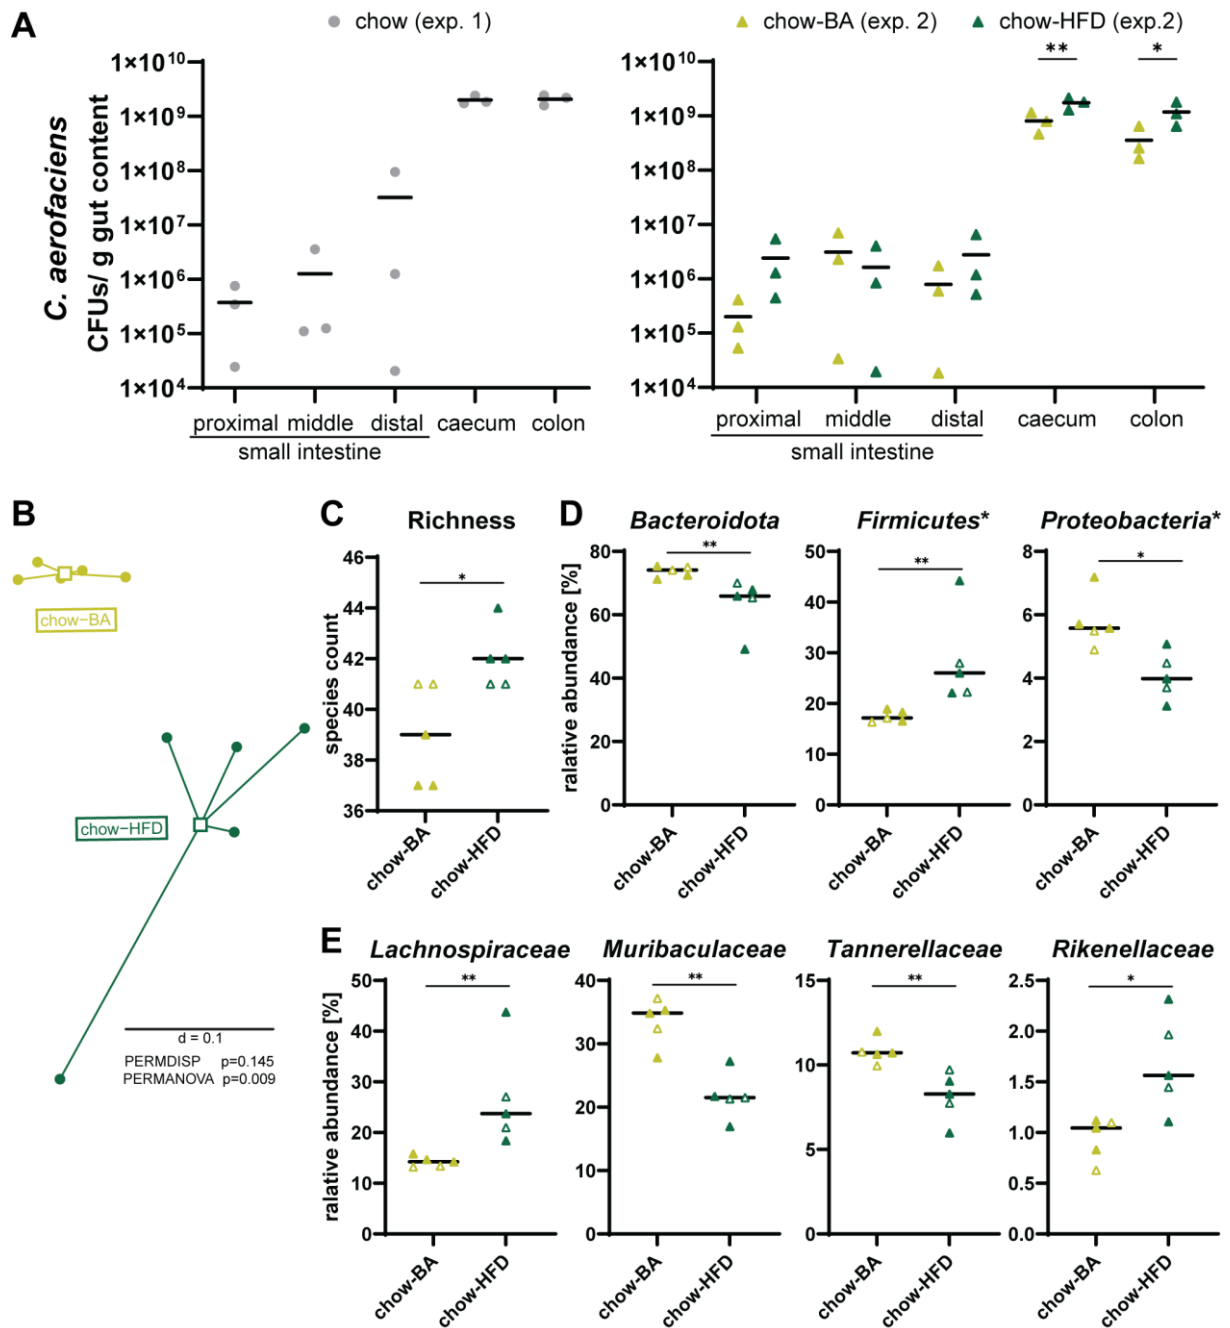 A
chow (exp. 1)
chow-BA (exp. 2)
chow-HFD (exp.2)
C. aerofaciens
CFUs/ g gut content
1×10¹⁰
1×10⁹
1×10⁸
1×10⁷
1×10⁶
1×10⁵
1×10⁴
proximal middle distal caecum colon
small intestine
1×10¹⁰
1×10⁹
1×10⁸
1×10⁷
1×10⁶
1×10⁵
1×10⁴
** *
proximal middle distal caecum colon
small intestine
B
chow–BA
chow–HFD
d = 0.1
PERMDISP p=0.145
PERMANOVA p=0.009
C
Richness
species count
46
44
42
40
38
36
*
chow-BA
chow-HFD
D
Bacteroidota
ralative abundance [%]
80
60
40
20
0
**
chow-BA
chow-HFD
Firmicutes*
50
40
30
20
10
0
**
chow-BA
chow-HFD
Proteobacteria*
8
6
4
2
0
*
chow-BA
chow-HFD
E
Lachnospiraceae
ralative abundance [%]
50
40
30
20
10
0
**
chow-BA
chow-HFD
Muribaculaceae
40
30
20
10
0
**
chow-BA
chow-HFD
Tannerellaceae
15
10
5
0
**
chow-BA
chow-HFD
Rikenellaceae
2.5
2.0
1.5
1.0
0.5
0.0
*
chow-BA
chow-HFD